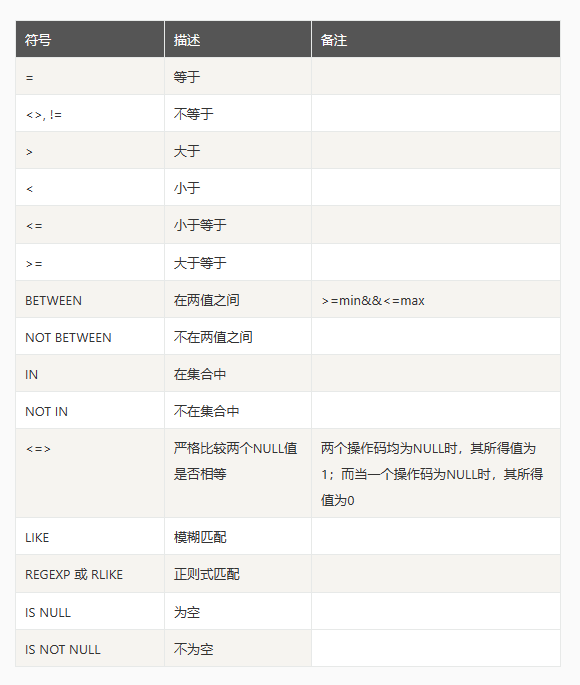 符号 描述 备注
= 等于
<>, != 不等于
> 大于
< 小于
<= 小于等于
>= 大于等于
BETWEEN 在两值之间 >=min&&<=max
NOT BETWEEN 不在两值之间
IN 在集合中
NOT IN 不在集合中
<=> 严格比较两个NULL值 两个操作码均为NULL时，其所得值为
是否相等 1；而当一个操作码为NULL时，其所得
值为0
LIKE 模糊匹配
REGEXP 或 RLIKE 正则式匹配
IS NULL 为空
IS NOT NULL 不为空